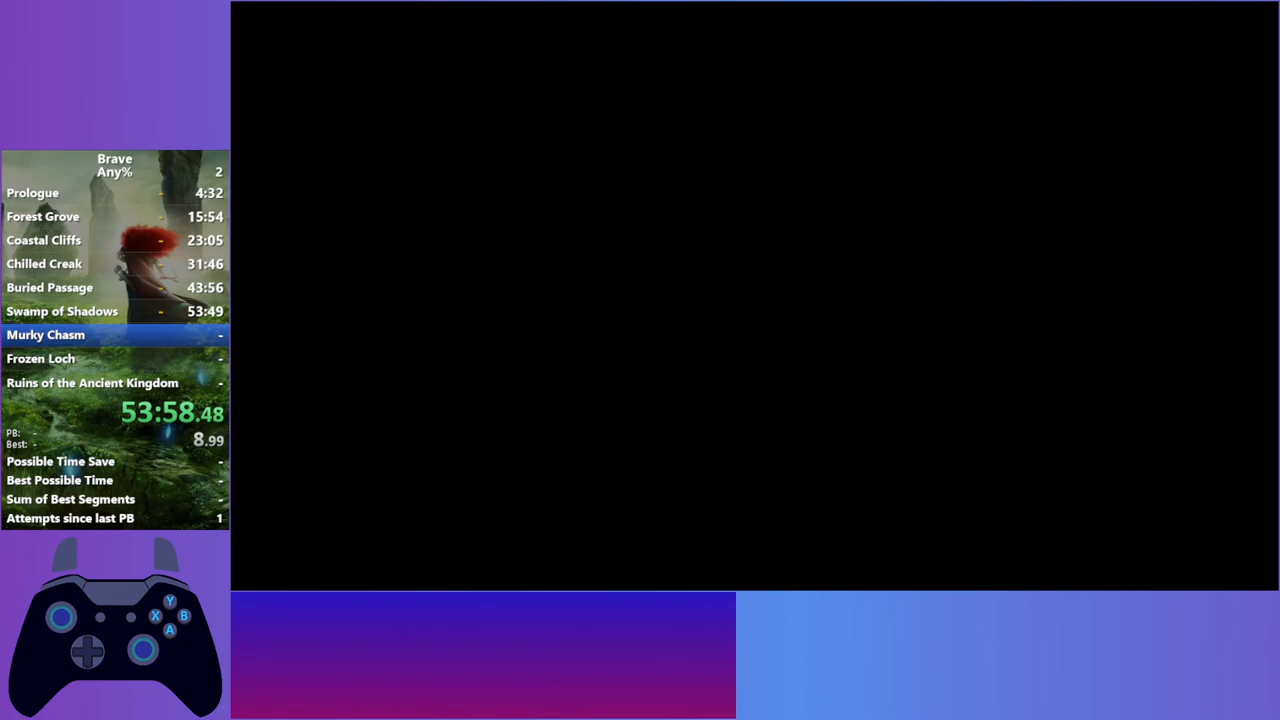 Brave
Any% 2
Prologue - 4:32
Forest Grove - 15:54
Coastal Cliffs - 23:05
Chilled Creak - 31:46
Buried Passage - 43:56
Swamp of Shadows - 53:49
Murky Chasm -
Frozen Loch -
Ruins of the Ancient Kingdom -
53:58.48
PB: - 8.99
Best: -
Possible Time Save -
Best Possible Time -
Sum of Best Segments -
Attempts since last PB 1
Y
X B
A